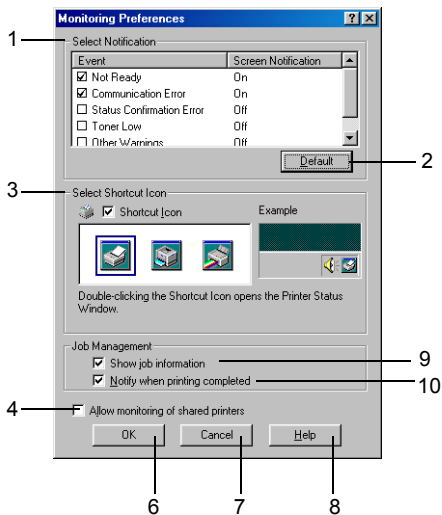 Monitoring Preferences
1
Select Notification
Event Screen Notification
Not Ready On
Communication Error On
Status Confirmation Error Off
Toner Low Off
Other Warnings Off
Default
2
3
Select Shortcut Icon
Shortcut Icon
Example
Double-clicking the Shortcut Icon opens the Printer Status
Window.
Job Management
Show job information
9
Notify when printing completed
10
4
Allow monitoring of shared printers
OK Cancel Help
6 7 8